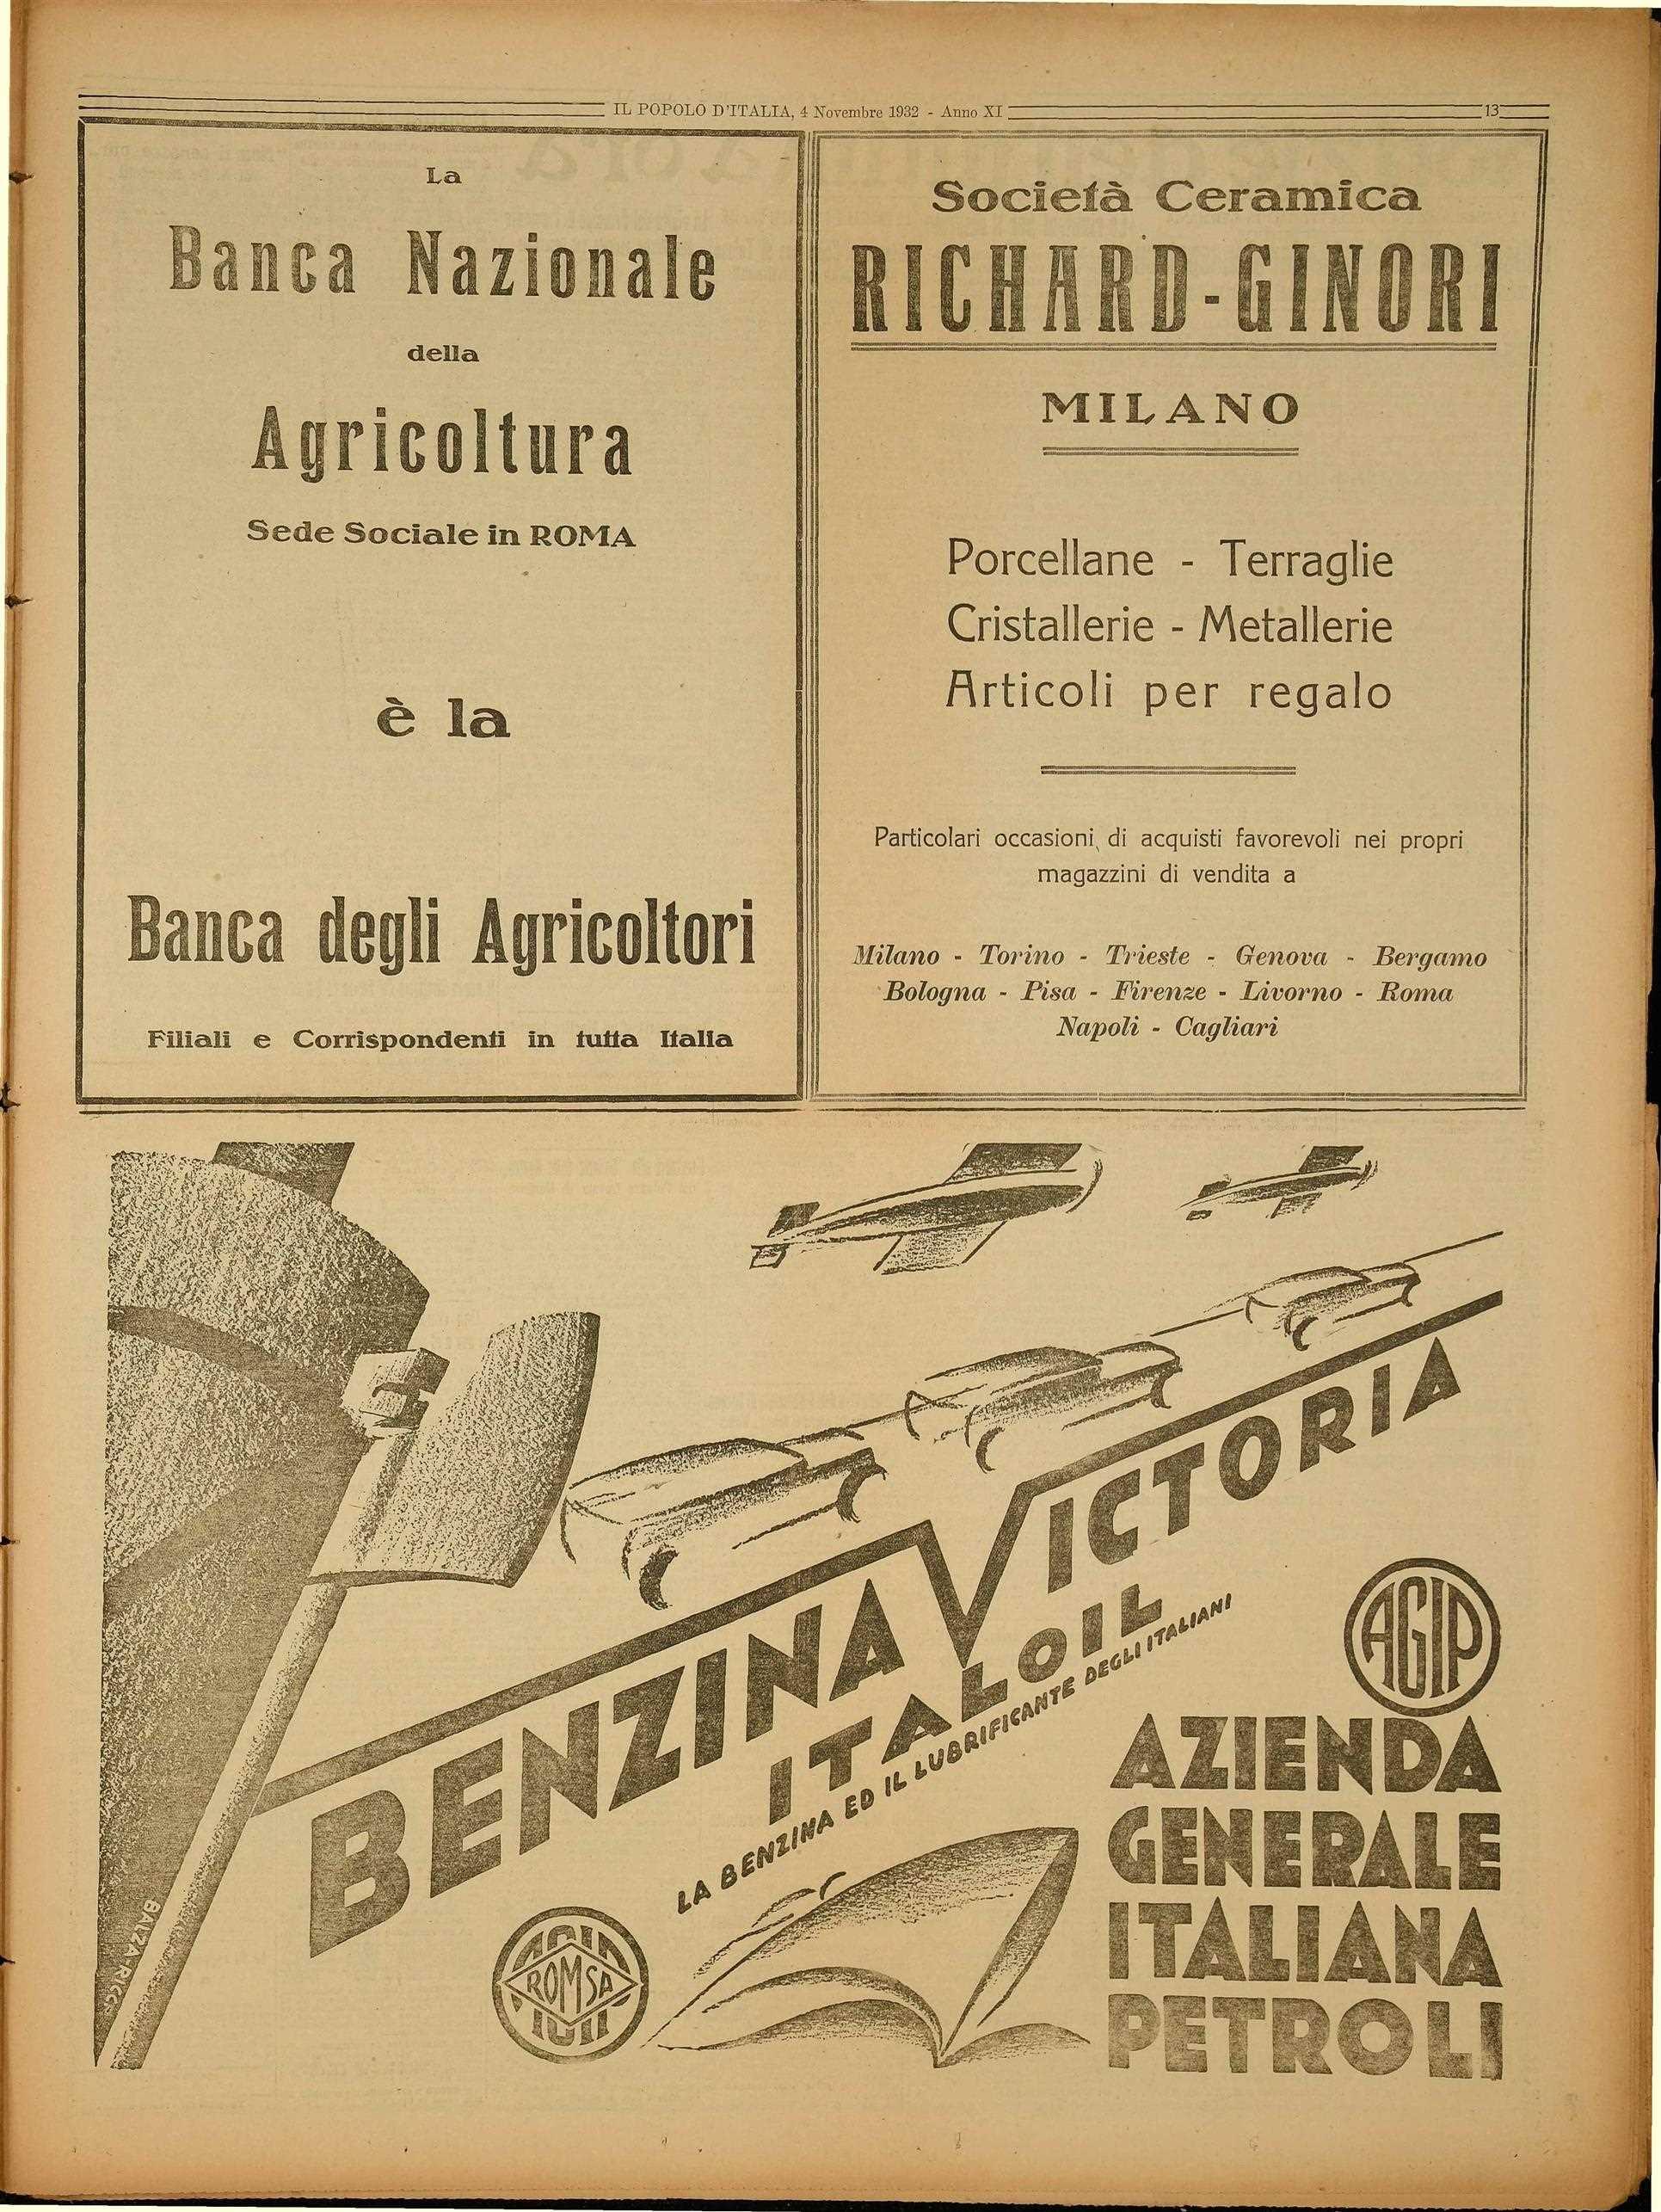 IL POPOLO D'ITALIA, 4 Novembre 1932 - Anno XI
13
La
Banca Nazionale
della
Agricoltura
Sede Sociale in ROMA
è la
Banca degli Agricoltori
Filiali e Corrispondenti in tutta Italia
Società Ceramica
RICHARD-GINORI
MILANO
Porcellane - Terraglie
Cristallerie - Metallerie
Articoli per regalo
Particolari occasioni di acquisti favorevoli nei propri
magazzini di vendita a
Milano - Torino - Trieste - Genova - Bergamo
Bologna - Pisa - Firenze - Livorno - Roma
Napoli - Cagliari
BENZINA VICTORIA
ITALOIL
LA BENZINA ED IL LUBRIFICANTE DEGLI ITALIANI
AGIP
AZIENDA
GENERALE
ITALIANA
PETROLI
ROMSA